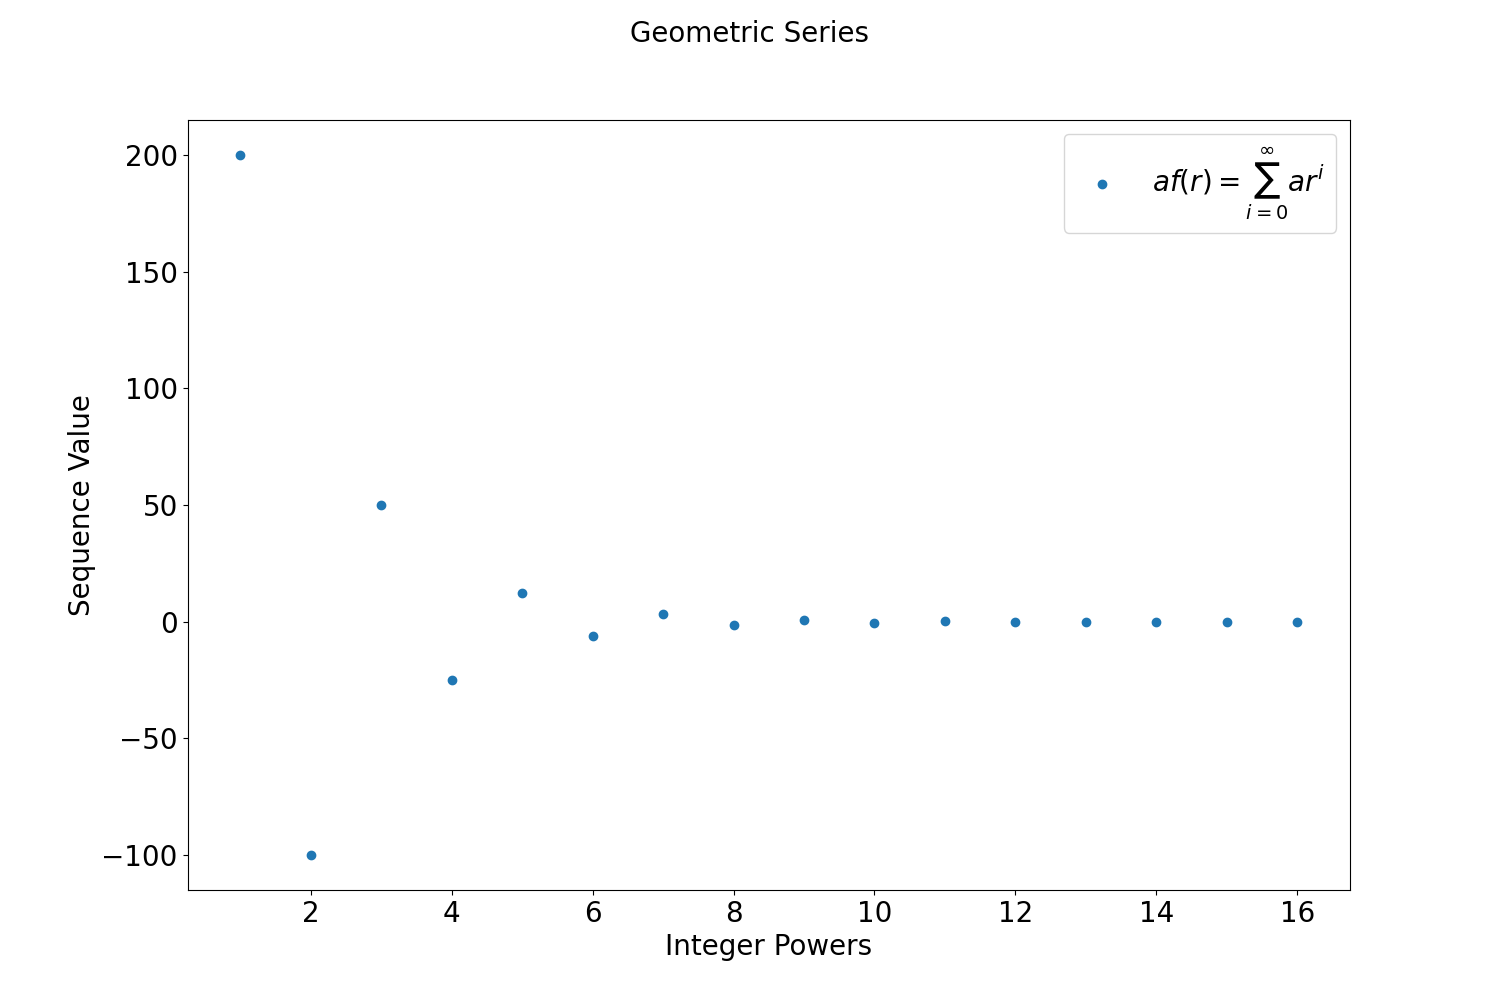 Geometric Series
af(r) = ∑_{i=0}^{∞} ar^i
Sequence Value
200
150
100
50
0
−50
−100
2 4 6 8 10 12 14 16
Integer Powers